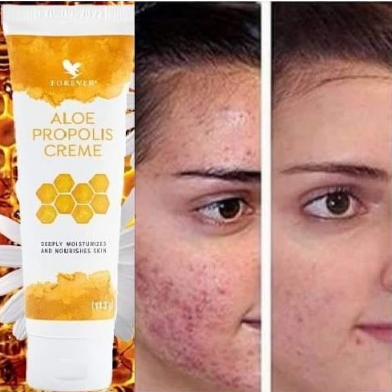 FOREVER
ALOE
PROPOLIS
CREME
DEEPLY MOISTURIZES
AND NOURISHES SKIN